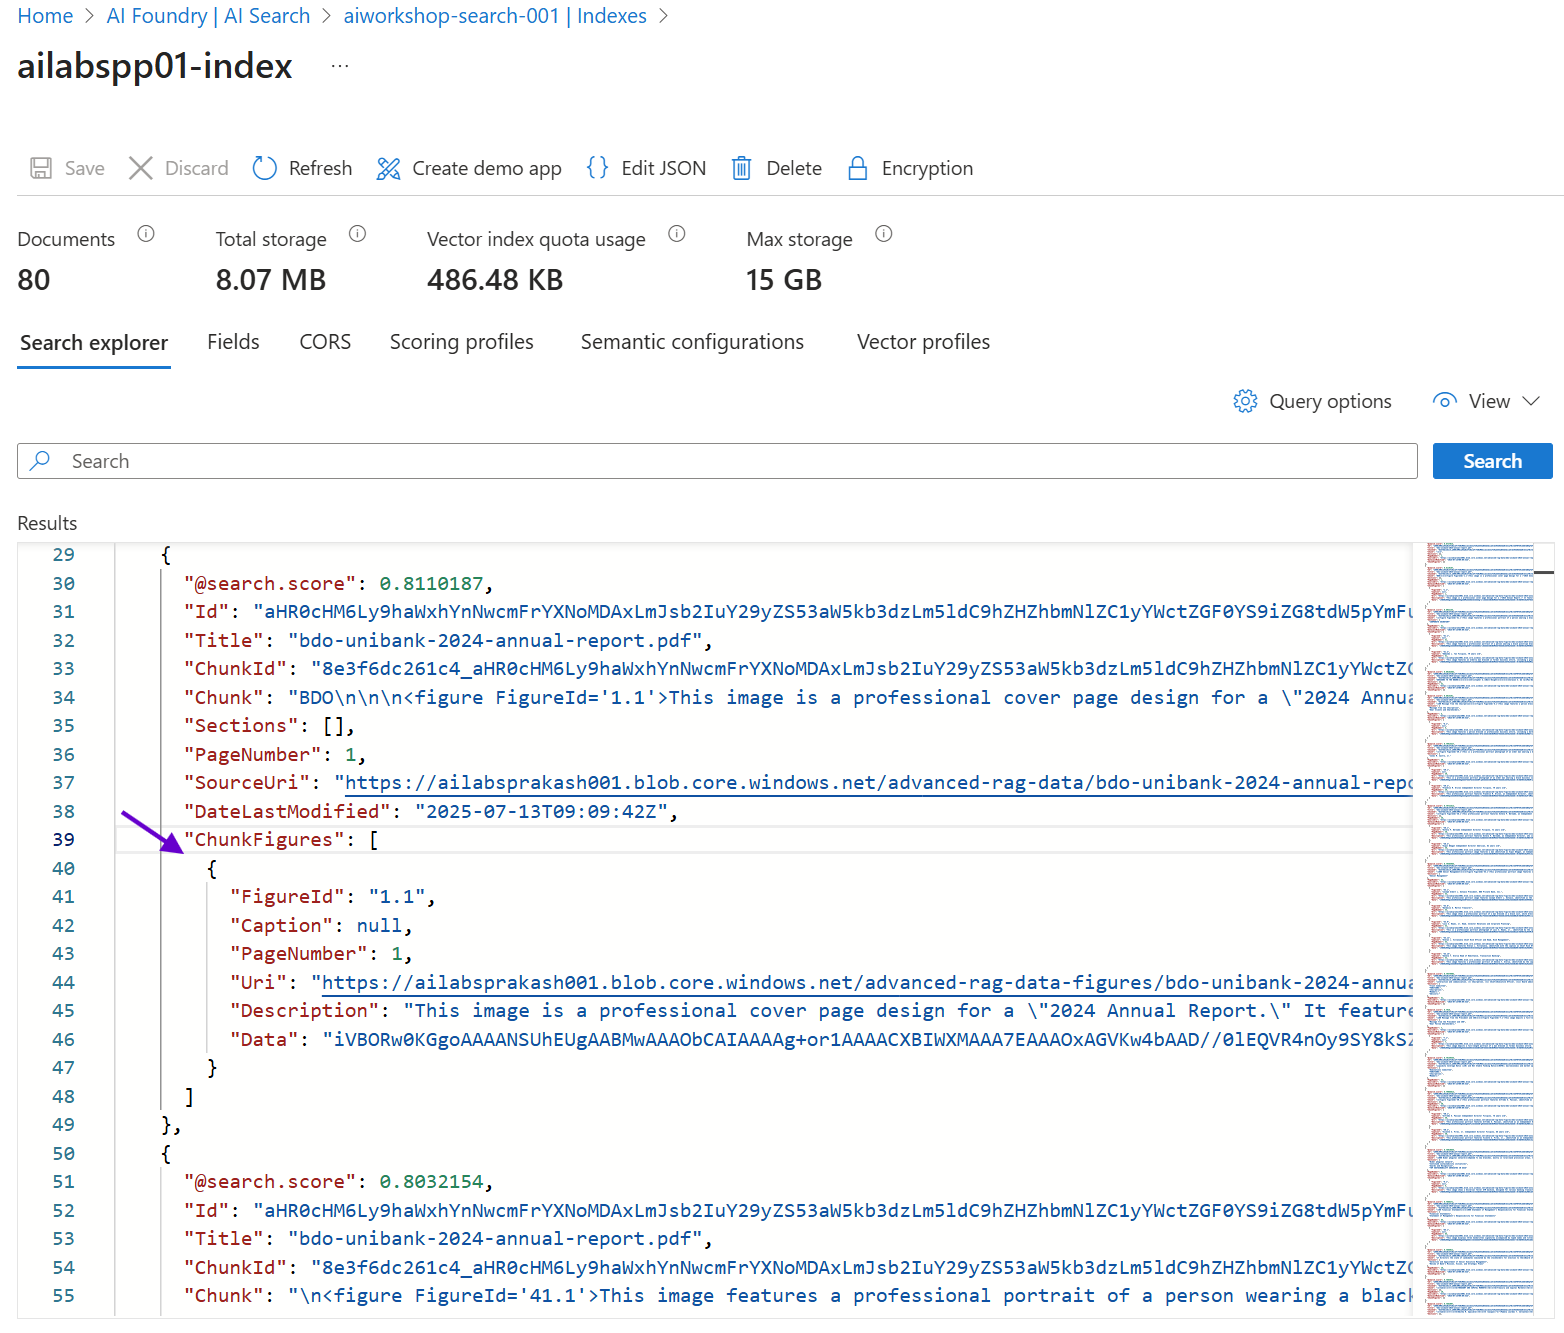 Home > AI Foundry | AI Search > aiworkshop-search-001 | Indexes >
ailabspp01-index ...
Save Discard Refresh Create demo app {} Edit JSON Delete Encryption
Documents Total storage Vector index quota usage Max storage
80 8.07 MB 486.48 KB 15 GB
Search explorer Fields CORS Scoring profiles Semantic configurations Vector profiles
Query options View
Search Search
Results
29 {
30 "@search.score": 0.8110187,
31 "Id": "aHR0cHM6Ly9haWxhYnNwcmFrYXNoMDAxLmJsb2IuY29yZS53aW5kb3dzLm5ldC9hZHZhbmNlZC1yYWctZGF0YS9iZG8tdW5pYmFu
32 "Title": "bdo-unibank-2024-annual-report.pdf",
33 "ChunkId": "8e3f6dc261c4_aHR0cHM6Ly9haWxhYnNwcmFrYXNoMDAxLmJsb2IuY29yZS53aW5kb3dzLm5ldC9hZHZhbmNlZC1yYWctZG
34 "Chunk": "BDO\n\n\n<figure FigureId='1.1'>This image is a professional cover page design for a \"2024 Annua
35 "Sections": [],
36 "PageNumber": 1,
37 "SourceUri": "https://ailabsprakash001.blob.core.windows.net/advanced-rag-data/bdo-unibank-2024-annual-repo
38 "DateLastModified": "2025-07-13T09:09:42Z",
39 "ChunkFigures": [
40 {
41 "FigureId": "1.1",
42 "Caption": null,
43 "PageNumber": 1,
44 "Uri": "https://ailabsprakash001.blob.core.windows.net/advanced-rag-data-figures/bdo-unibank-2024-annua
45 "Description": "This image is a professional cover page design for a \"2024 Annual Report.\" It feature
46 "Data": "iVBORw0KGgoAAAANSUhEUgAABMwAAAObCAIAAAAg+or1AAAACXBIWXMAAA7EAAAOxAGVKw4bAAD//0lEQVR4nOy9SY8kSZ
47 }
48 ]
49 },
50 {
51 "@search.score": 0.8032154,
52 "Id": "aHR0cHM6Ly9haWxhYnNwcmFrYXNoMDAxLmJsb2IuY29yZS53aW5kb3dzLm5ldC9hZHZhbmNlZC1yYWctZGF0YS9iZG8tdW5pYmFu
53 "Title": "bdo-unibank-2024-annual-report.pdf",
54 "ChunkId": "8e3f6dc261c4_aHR0cHM6Ly9haWxhYnNwcmFrYXNoMDAxLmJsb2IuY29yZS53aW5kb3dzLm5ldC9hZHZhbmNlZC1yYWctZG
55 "Chunk": "\n<figure FigureId='41.1'>This image features a professional portrait of a person wearing a black